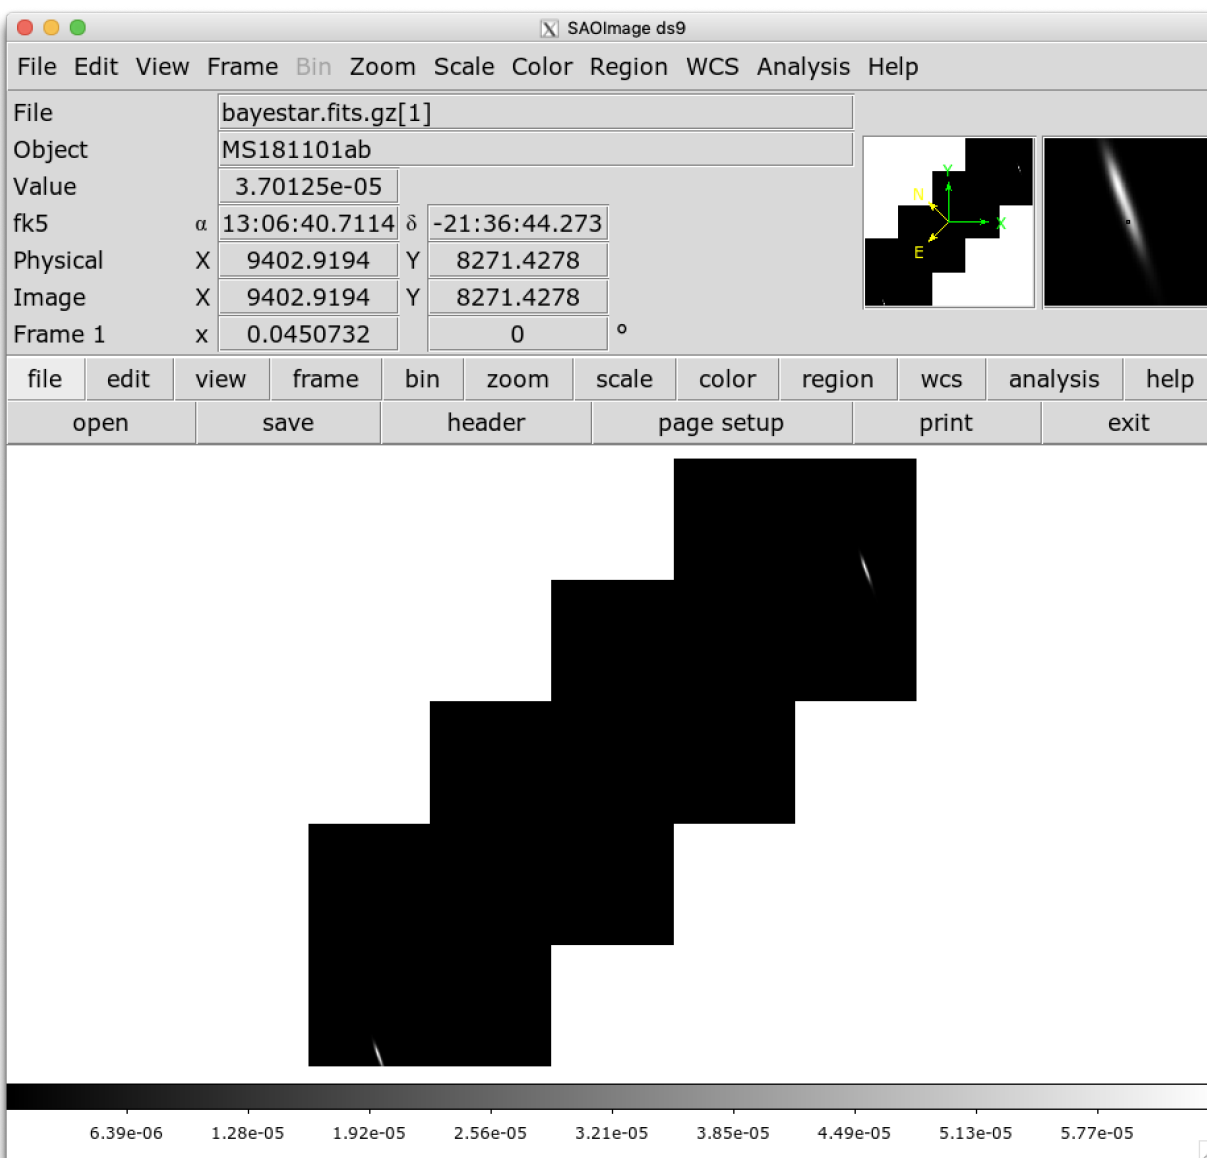 SAOImage ds9
File Edit View Frame Bin Zoom Scale Color Region WCS Analysis Help
File bayestar.fits.gz[1]
Object MS181101ab
Value 3.70125e-05
fk5 α 13:06:40.7114 δ -21:36:44.273
Physical X 9402.9194 Y 8271.4278
Image X 9402.9194 Y 8271.4278
Frame 1 x 0.0450732 0 °
Y
N
X
E
file edit view frame bin zoom scale color region wcs analysis help
open save header page setup print exit
6.39e-06 1.28e-05 1.92e-05 2.56e-05 3.21e-05 3.85e-05 4.49e-05 5.13e-05 5.77e-05